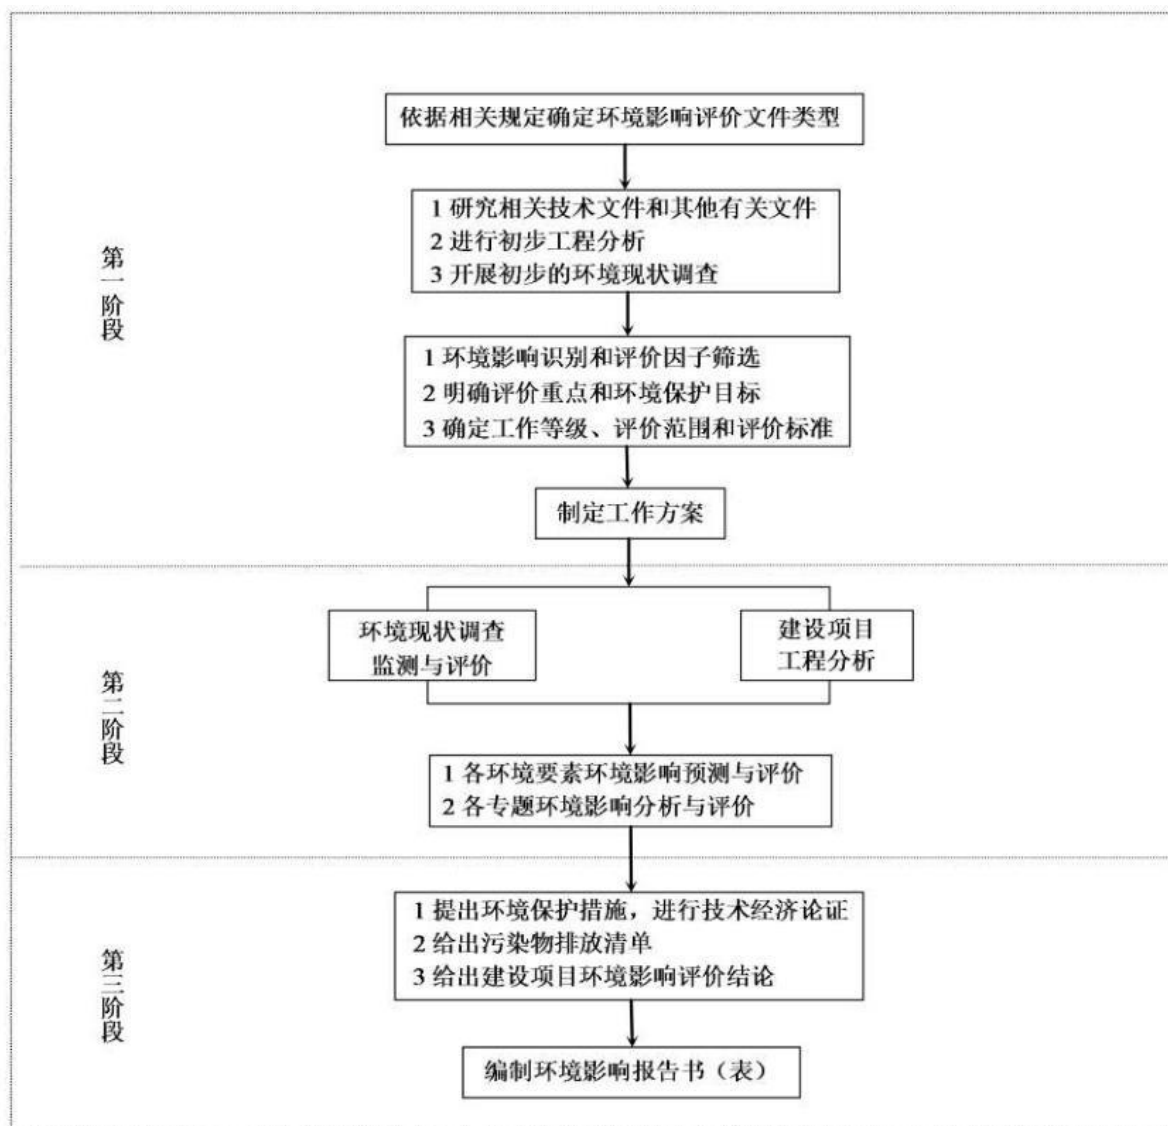 依据相关规定确定环境影响评价文件类型
1 研究相关技术文件和其他有关文件
2 进行初步工程分析
3 开展初步的环境现状调查
第一阶段
1 环境影响识别和评价因子筛选
2 明确评价重点和环境保护目标
3 确定工作等级、评价范围和评价标准
制定工作方案
环境现状调查
监测与评价
建设项目
工程分析
第二阶段
1 各环境要素环境影响预测与评价
2 各专题环境影响分析与评价
1 提出环境保护措施，进行技术经济论证
2 给出污染物排放清单
3 给出建设项目环境影响评价结论
第三阶段
编制环境影响报告书（表）